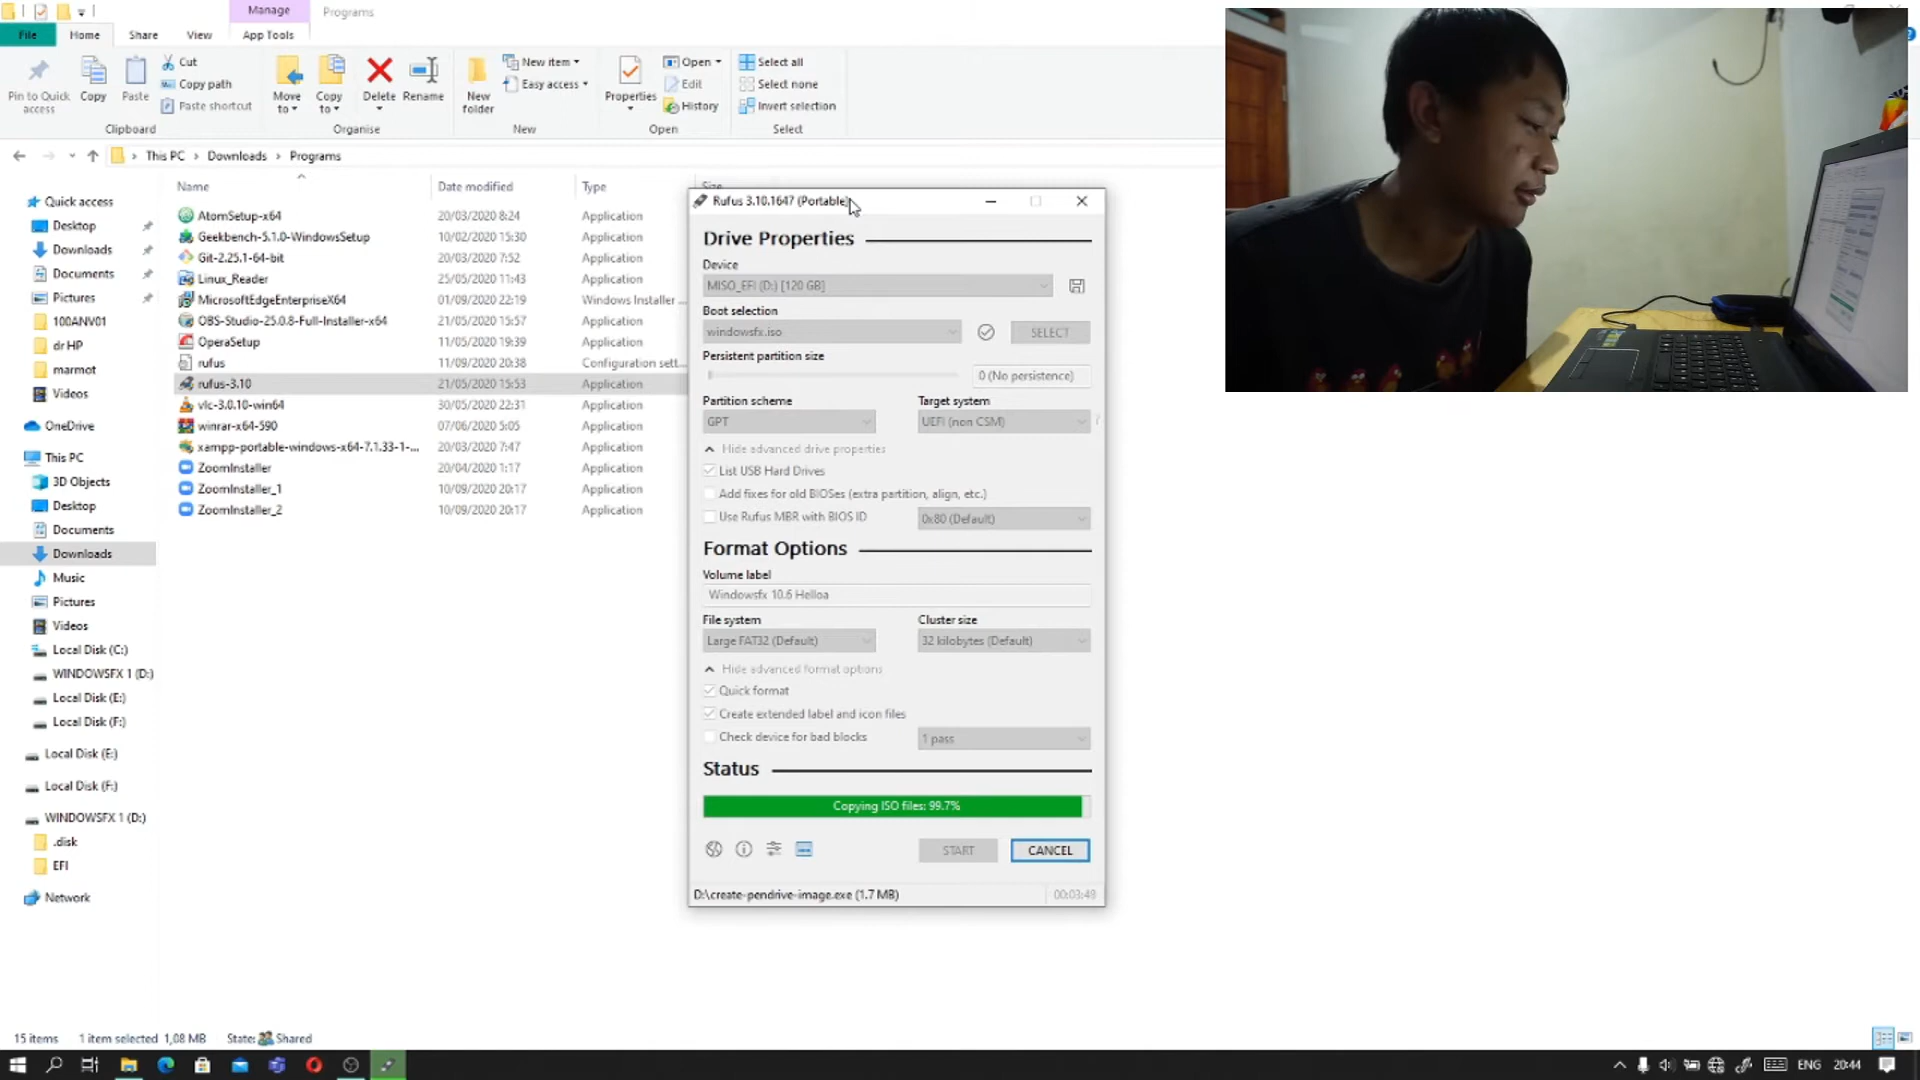 Manage
Programs
File
Home
Share
View
App Tools
Pin to Quick access
Copy
Paste
Cut
Copy path
Paste shortcut
Clipboard
Move to
Copy to
Delete
Rename
Organise
New folder
New item
Easy access
New
Properties
Open
Edit
History
Open
Select all
Select none
Invert selection
Select
This PC > Downloads > Programs
Name Date modified Type Size
AtomSetup-x64 20/03/2020 8:24 Application
Geekbench-5.1.0-WindowsSetup 10/02/2020 15:30 Application
Git-2.25.1-64-bit 20/03/2020 7:52 Application
Linux_Reader 25/05/2020 11:43 Application
MicrosoftEdgeEnterpriseX64 01/09/2020 22:19 Windows Installer ...
OBS-Studio-25.0.8-Full-Installer-x64 21/05/2020 15:57 Application
OperaSetup 11/05/2020 19:39 Application
rufus 11/09/2020 20:38 Configuration sett...
rufus-3.10 21/05/2020 15:53 Application
vlc-3.0.10-win64 30/05/2020 22:31 Application
winrar-x64-590 07/06/2020 5:05 Application
xampp-portable-windows-x64-7.1.33-1-... 20/03/2020 7:47 Application
ZoomInstaller 20/04/2020 1:17 Application
ZoomInstaller_1 10/09/2020 20:17 Application
ZoomInstaller_2 10/09/2020 20:17 Application
Quick access
Desktop
Downloads
Documents
Pictures
100ANV01
dr HP
marmot
Videos
OneDrive
This PC
3D Objects
Desktop
Documents
Downloads
Music
Pictures
Videos
Local Disk (C:)
WINDOWSFX 1 (D:)
Local Disk (E:)
Local Disk (F:)
Local Disk (E:)
Local Disk (F:)
WINDOWSFX 1 (D:)
.disk
EFI
Network
Rufus 3.10.1647 (Portable)
Drive Properties
Device
MISO_EFI (D:) [120 GB]
Boot selection
windowsfx.iso
SELECT
Persistent partition size
0 (No persistence)
Partition scheme
Target system
GPT
UEFI (non CSM)
Hide advanced drive properties
List USB Hard Drives
Add fixes for old BIOSes (extra partition, align, etc.)
Use Rufus MBR with BIOS ID
0x80 (Default)
Format Options
Volume label
Windowsfx 10.6 Helloa
File system
Cluster size
Large FAT32 (Default)
32 kilobytes (Default)
Hide advanced format options
Quick format
Create extended label and icon files
Check device for bad blocks
1 pass
Status
Copying ISO files: 99.7%
START
CANCEL
D:\create-pendrive-image.exe (1.7 MB)
00:03:49
15 items
1 item selected 1,08 MB
State: Shared
ENG
20:44